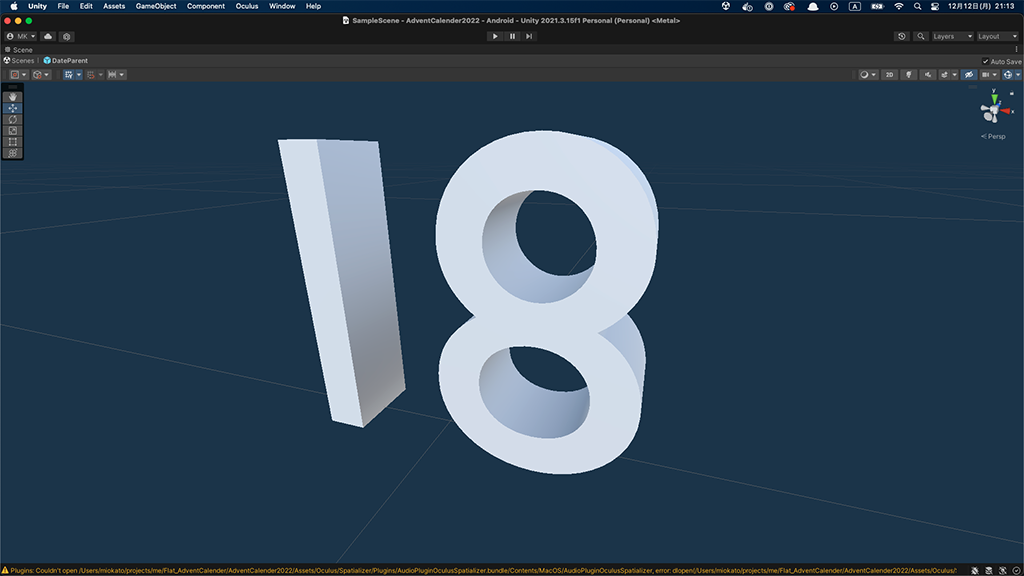 Unity File Edit Assets GameObject Component Oculus Window Help A 12月12日(月) 21:13
SampleScene - AdventCalender2022 - Android - Unity 2021.3.15f1 Personal (Personal) <Metal>
MK Layers Layout
Scene
Scenes DateParent Auto Save
2D
y
x
Persp
18
Plugins: Couldn't open /Users/miokato/projects/me/Flat_AdventCalender/AdventCalender2022/Assets/Oculus/Spatializer/Plugins/AudioPluginOculusSpatializer.bundle/Contents/MacOS/AudioPluginOculusSpatializer, error: dlopen(/Users/miokato/projects/me/Flat_AdventCalender/AdventCalender2022/Assets/Oculus/